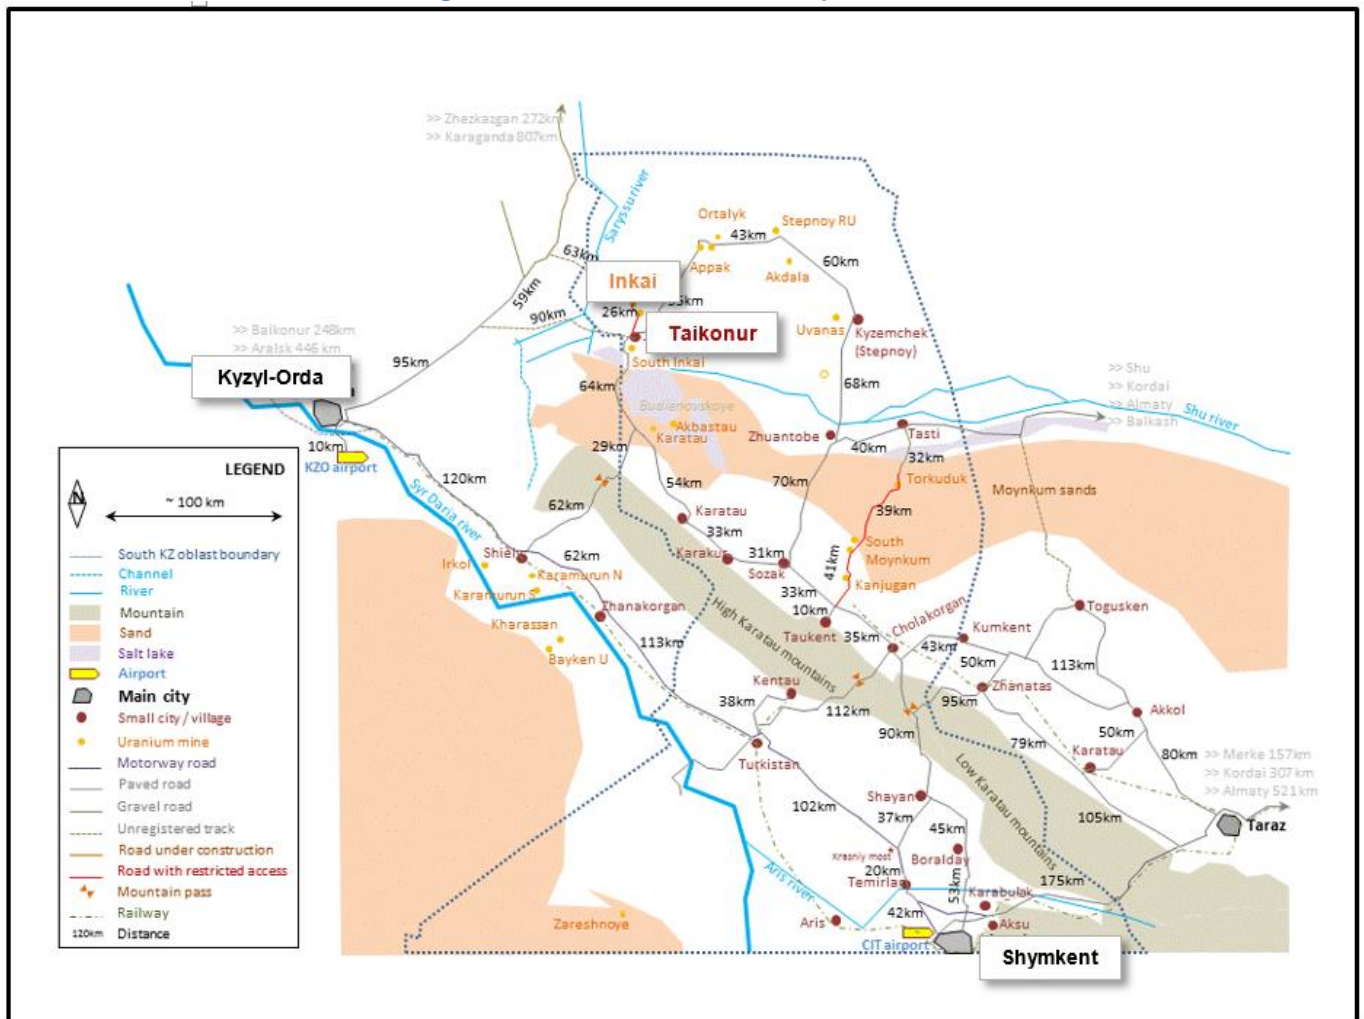 >> Zhezkazgan 272km
>> Karaganda 807km
Saryssu river
Ortalyk
Stepnoy RU
43km
63km
Appak
60km
Akdala
Inkai
59km
26km
90km
Uvanas
Kyzemchek
(Stepnoy)
Taikonur
>> Baikonur 248km
>> Aralsk 446 km
95km
South Inkai
Kyzyl-Orda
64km
68km
>> Shu
>> Kordai
>> Almaty
>> Balkash
Shu river
Budienovskoye
Akbastau
Karatau
Zhuantobe
Tasti
10km
KZO airport
29km
40km
32km
120km
Syr Daria river
54km
70km
Torkuduk
Moynkum sands
62km
Karatau
39km
33km
Shieli
62km
Karakur
31km
Sozak
South
Moynkum
41km
Irkol
Karamurun N
Karamurun S
33km
Kanjugan
Zhanakorgan
High Karatau mountains
10km
Togusken
Kharassan
113km
Taukent
35km
Cholakorgan
Kumkent
43km
Bayken U
50km
113km
Kentau
Zhanatas
38km
112km
95km
Akkol
90km
79km
50km
Karatau
80km
Turkistan
Low Karatau mountains
>> Merke 157km
>> Kordai 307 km
>> Almaty 521km
Shayan
102km
37km
45km
105km
Taraz
Krasniy most
Boralday
20km
Aris river
Temirlan
53km
175km
Karabulak
42km
Zareshnoye
Aris
Aksu
CIT airport
Shymkent
LEGEND
N
~ 100 km
South KZ oblast boundary
Channel
River
Mountain
Sand
Salt lake
Airport
Main city
Small city / village
Uranium mine
Motorway road
Paved road
Gravel road
Unregistered track
Road under construction
Road with restricted access
Mountain pass
Railway
120km Distance